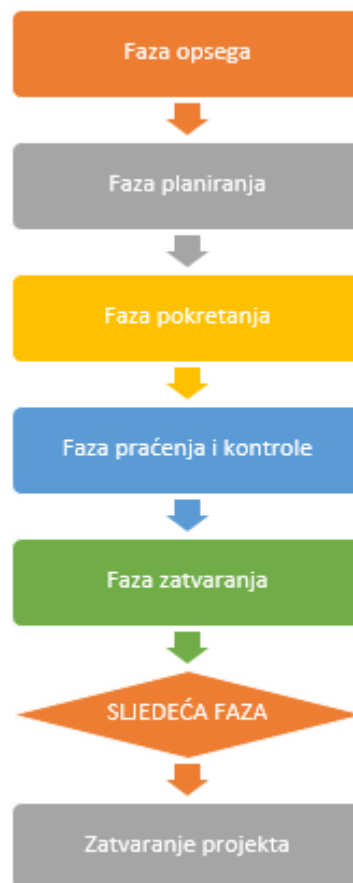 Faza opsega
Faza planiranja
Faza pokretanja
Faza praćenja i kontrole
Faza zatvaranja
SLJEDEĆA FAZA
Zatvaranje projekta